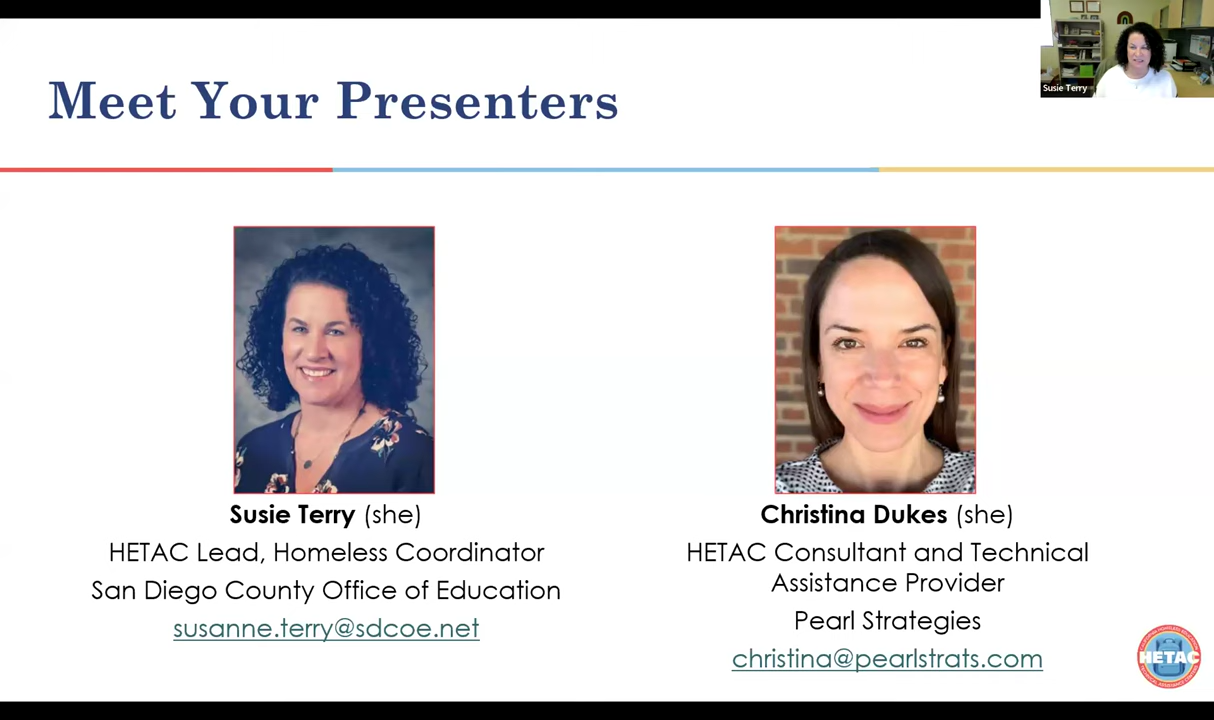 Meet Your Presenters
Susie Terry
Susie Terry (she)
HETAC Lead, Homeless Coordinator
San Diego County Office of Education
susanne.terry@sdcoe.net
Christina Dukes (she)
HETAC Consultant and Technical
Assistance Provider
Pearl Strategies
christina@pearlstrats.com
HETAC